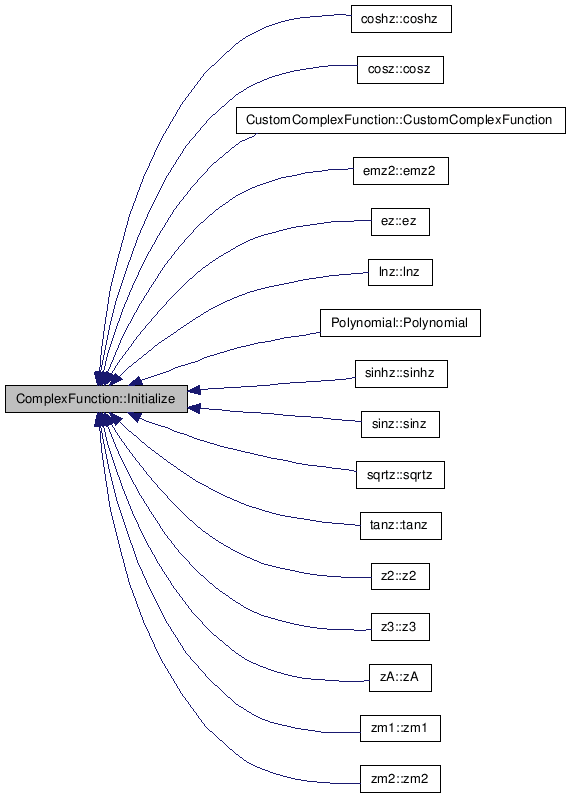 coshz::coshz
cosz::cosz
CustomComplexFunction::CustomComplexFunction
emz2::emz2
ez::ez
lnz::lnz
Polynomial::Polynomial
sinhz::sinhz
ComplexFunction::Initialize
sinz::sinz
sqrtz::sqrtz
tanz::tanz
z2::z2
z3::z3
zA::zA
zm1::zm1
zm2::zm2